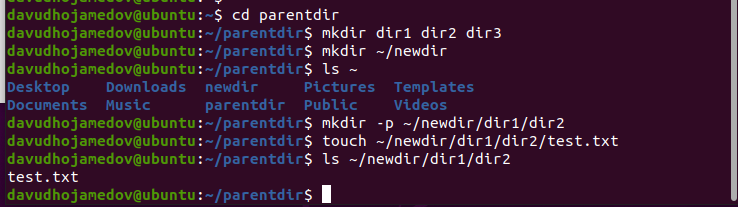 davudhojamedov@ubuntu:~$ cd parentdir
davudhojamedov@ubuntu:~/parentdir$ mkdir dir1 dir2 dir3
davudhojamedov@ubuntu:~/parentdir$ mkdir ~/newdir
davudhojamedov@ubuntu:~/parentdir$ ls ~
Desktop Downloads newdir Pictures Templates
Documents Music parentdir Public Videos
davudhojamedov@ubuntu:~/parentdir$ mkdir -p ~/newdir/dir1/dir2
davudhojamedov@ubuntu:~/parentdir$ touch ~/newdir/dir1/dir2/test.txt
davudhojamedov@ubuntu:~/parentdir$ ls ~/newdir/dir1/dir2
test.txt
davudhojamedov@ubuntu:~/parentdir$